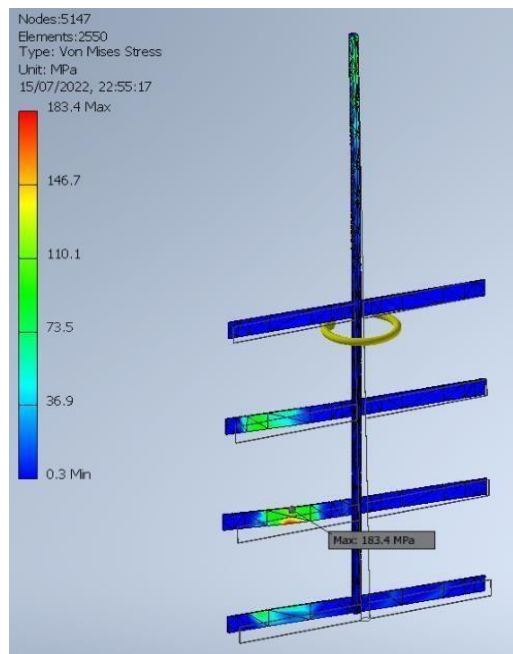 Nodes:5147
Elements:2550
Type: Von Mises Stress
Unit: MPa
15/07/2022, 22:55:17
183.4 Max
146.7
110.1
73.5
36.9
0.3 Min
Max: 183.4 MPa